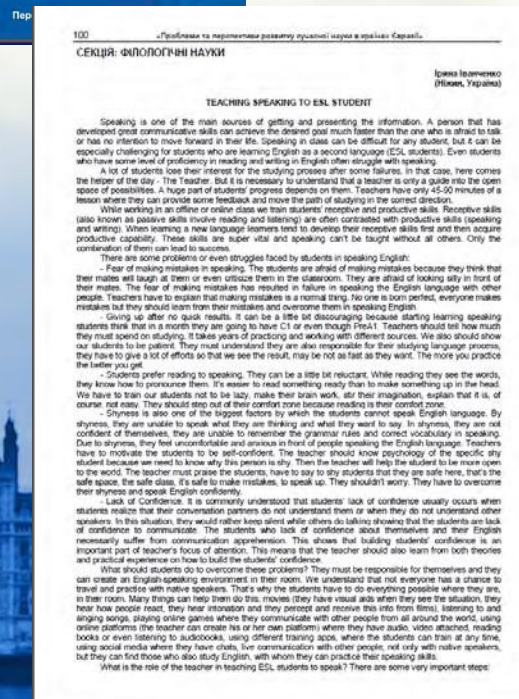 Пер
100 «Проблеми та перспективи розвитку сучасної науки в країнах Євразії»
СЕКЦІЯ: ФІЛОЛОГІЧНІ НАУКИ
Ірина Іванченко
(Ніжин, Україна)
TEACHING SPEAKING TO ESL STUDENT
Speaking is one of the main sources of getting and presenting the information. A person that has
developed great communicative skills can achieve the desired goal much faster than the one who is afraid to talk
or has no intention to move forward in their life. Speaking in class can be difficult for any student, but it can be
especially challenging for students who are learning English as a second language (ESL students). Even students
who have some level of proficiency in reading and writing in English often struggle with speaking.
A lot of students lose their interest for the studying prosses after some failures. In that case, here comes
the helper of the day - The Teacher. But it is necessary to understand that a teacher is only a guide into the open
space of possibilities. A huge part of students' progress depends on them. Teachers have only 45-90 minutes of a
lesson where they can provide some feedback and move the path of studying in the correct direction.
While working in an offline or online class we train students' receptive and productive skills. Receptive skills
(also known as passive skills involve reading and listening) are often contrasted with productive skills (speaking
and writing). When learning a new language learners tend to develop their receptive skills first and then acquire
productive capability. These skills are super vital and speaking can't be taught without all others. Only the
combination of them can lead to success.
There are some problems or even struggles faced by students in speaking English:
- Fear of making mistakes in speaking. The students are afraid of making mistakes because they think that
their mates will laugh at them or even criticize them in the classroom. They are afraid of looking silly in front of
their mates. The fear of making mistakes has resulted in failure in speaking the English language with other
people. Teachers have to explain that making mistakes is a normal thing. No one is born perfect, everyone makes
mistakes but they should learn from their mistakes and overcome them in speaking English.
- Giving up after no quick results. It can be a little bit discouraging because starting learning speaking
students think that in a month they are going to have C1 or even though PreA1. Teachers should tell how much
they must spend on studying. It takes years of practicing and working with different sources. We also should show
our students to be patient. They must understand they are also responsible for their studying language process,
they have to give a lot of efforts so that we see the result, may be not as fast as they want. The more you practice
the better you get.
- Students prefer reading to speaking. They can be a little bit reluctant. While reading they see the words,
they know how to pronounce them. It's easier to read something ready than to make something up in the head.
We have to train our students not to be lazy, make their brain work, stir their imagination, explain that it is, of
course, not easy. They should step out of their comfort zone because reading is their comfort zone.
- Shyness is also one of the biggest factors by which the students cannot speak English language. By
shyness, they are unable to speak what they are thinking and what they want to say. In shyness, they are not
confident of themselves, they are unable to remember the grammar rules and correct vocabulary in speaking.
Due to shyness, they feel uncomfortable and anxious in front of people speaking the English language. Teachers
have to motivate the students to be self-confident. The teacher should know psychology of the specific shy
student because we need to know why this person is shy. Then the teacher will help the student to be more open
to the world. The teacher must praise the students, have to say to shy students that they are safe here, that's the
safe space, the safe class, it's safe to make mistakes, to speak up. They shouldn't worry. They have to overcome
their shyness and speak English confidently.
- Lack of Confidence. It is commonly understood that students' lack of confidence usually occurs when
students realize that their conversation partners do not understand them or when they do not understand other
speakers. In this situation, they would rather keep silent while others do talking showing that the students are lack
of confidence to communicate. The students who lack of confidence about themselves and their English
necessarily suffer from communication apprehension. This shows that building students' confidence is an
important part of teacher's focus of attention. This means that the teacher should also learn from both theories
and practical experience on how to build the students' confidence.
What should students do to overcome these problems? They must be responsible for themselves and they
can create an English-speaking environment in their room. We understand that not everyone has a chance to
travel and practice with native speakers. That's why the students have to do everything possible where they are,
in their room. Many things can help them do this: movies (they have visual aids when they see the situation, they
hear how people react, they hear intonation and they percept and receive this info from films), listening to and
singing songs, playing online games where they communicate with other people from all around the world, using
online platforms (the teacher can create his or her own platform) where they have audio, video attached, reading
books or even listening to audiobooks, using different training apps, where the students can train at any time,
using social media where they have chats, live communication with other people, not only with native speakers,
but they can find those who also study English, with whom they can practice their speaking skills.
What is the role of the teacher in teaching ESL students to speak? There are some very important steps: